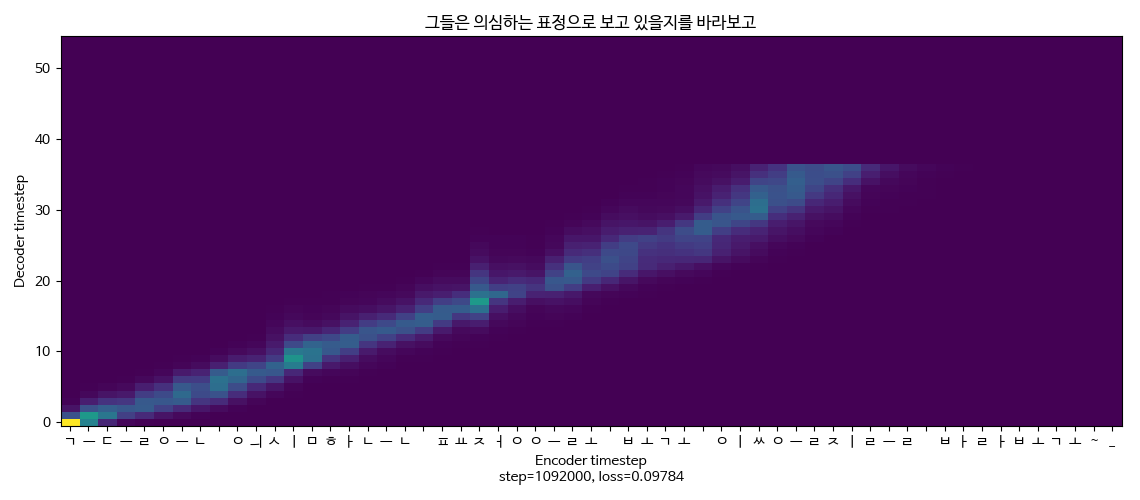 그들은 의심하는 표정으로 보고 있을지를 바라보고
Decoder timestep
50
40
30
20
10
0
ㄱ ㅡ ㄷ ㅡ ㄹ ㅇ ㅡ ㄴ ㅇ ㅢ ㅅ ㅣ ㅁ ㅎ ㅏ ㄴ ㅡ ㄴ ㅍ ㅛ ㅈ ㅓ ㅇ ㅇ ㅡ ㄹ ㅗ ㅂ ㅗ ㄱ ㅗ ㅇ ㅣ ㅆ ㅇ ㅡ ㄹ ㅈ ㅣ ㄹ ㅡ ㄹ ㅂ ㅏ ㄹ ㅏ ㅂ ㅗ ㄱ ㅗ ~ _
Encoder timestep
step=1092000, loss=0.09784